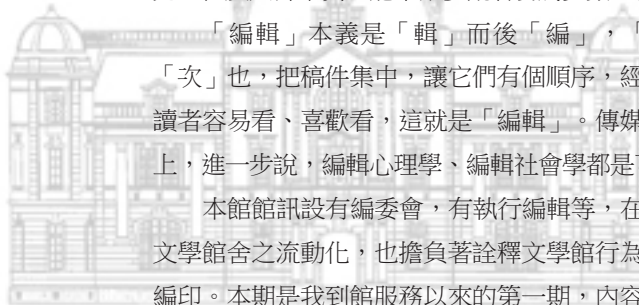 「編輯」本義是「輯」而後「編」，「
「次」也，把稿件集中，讓它們有個順序，經
讀者容易看、喜歡看，這就是「編輯」。傳媒
上，進一步說，編輯心理學、編輯社會學都是
本館館訊設有編委會，有執行編輯等，在
文學館舍之流動化，也擔負著詮釋文學館行為
編印。本期是我到館服務以來的第一期，內容